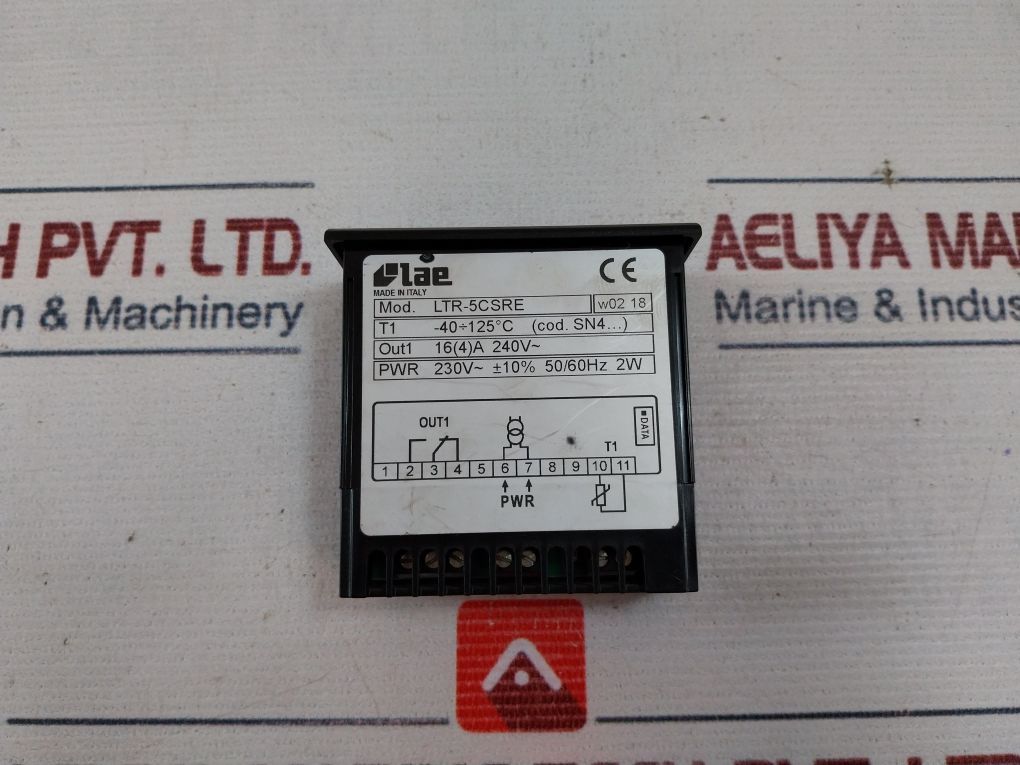 H PVT. LTD.
n & Machinery
AELIYA MA
Marine & Indus
lae
CE
MADE IN ITALY
Mod. LTR-5CSRE w02 18
T1 -40÷125°C (cod. SN4...)
Out1 16(4)A 240V~
PWR 230V~ ±10% 50/60Hz 2W
OUT1
DATA
T1
1 2 3 4 5 6 7 8 9 10 11
PWR